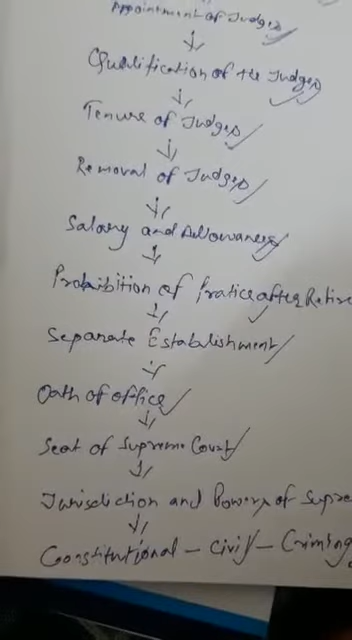 Appointment of Judges
Qualification of the Judges
Tenure of Judges
Removal of Judges
Salary and Allowances
Prohibition of Pratice after Retire
Separate Establishment
Oath of office
Seat of Supreme Court
Jurisdiction and Powers of Supre
Constitutional - Civil - Criming